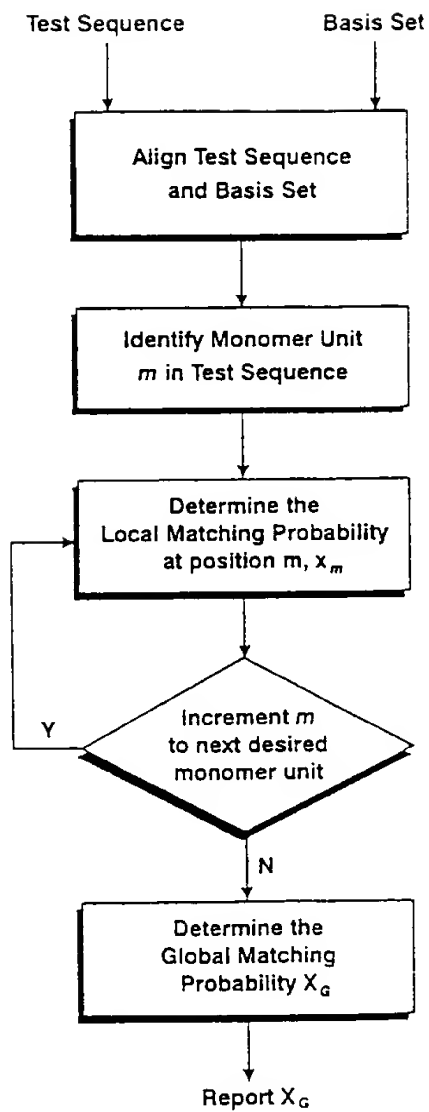 Test Sequence
Basis Set
Align Test Sequence
and Basis Set
Identify Monomer Unit
m in Test Sequence
Determine the
Local Matching Probability
at position m, xₘ
Increment m
to next desired
monomer unit
Y
N
Determine the
Global Matching
Probability X_G
Report X_G